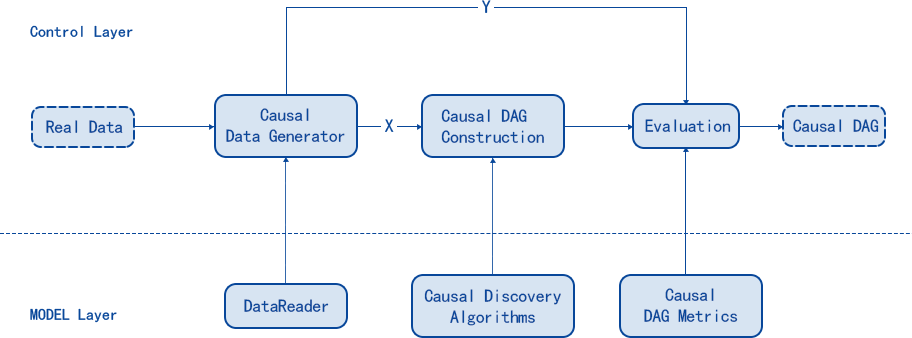 Y
Control Layer
Real Data
Causal
Data Generator
X
Causal DAG
Construction
Evaluation
Causal DAG
MODEL Layer
DataReader
Causal Discovery
Algorithms
Causal
DAG Metrics